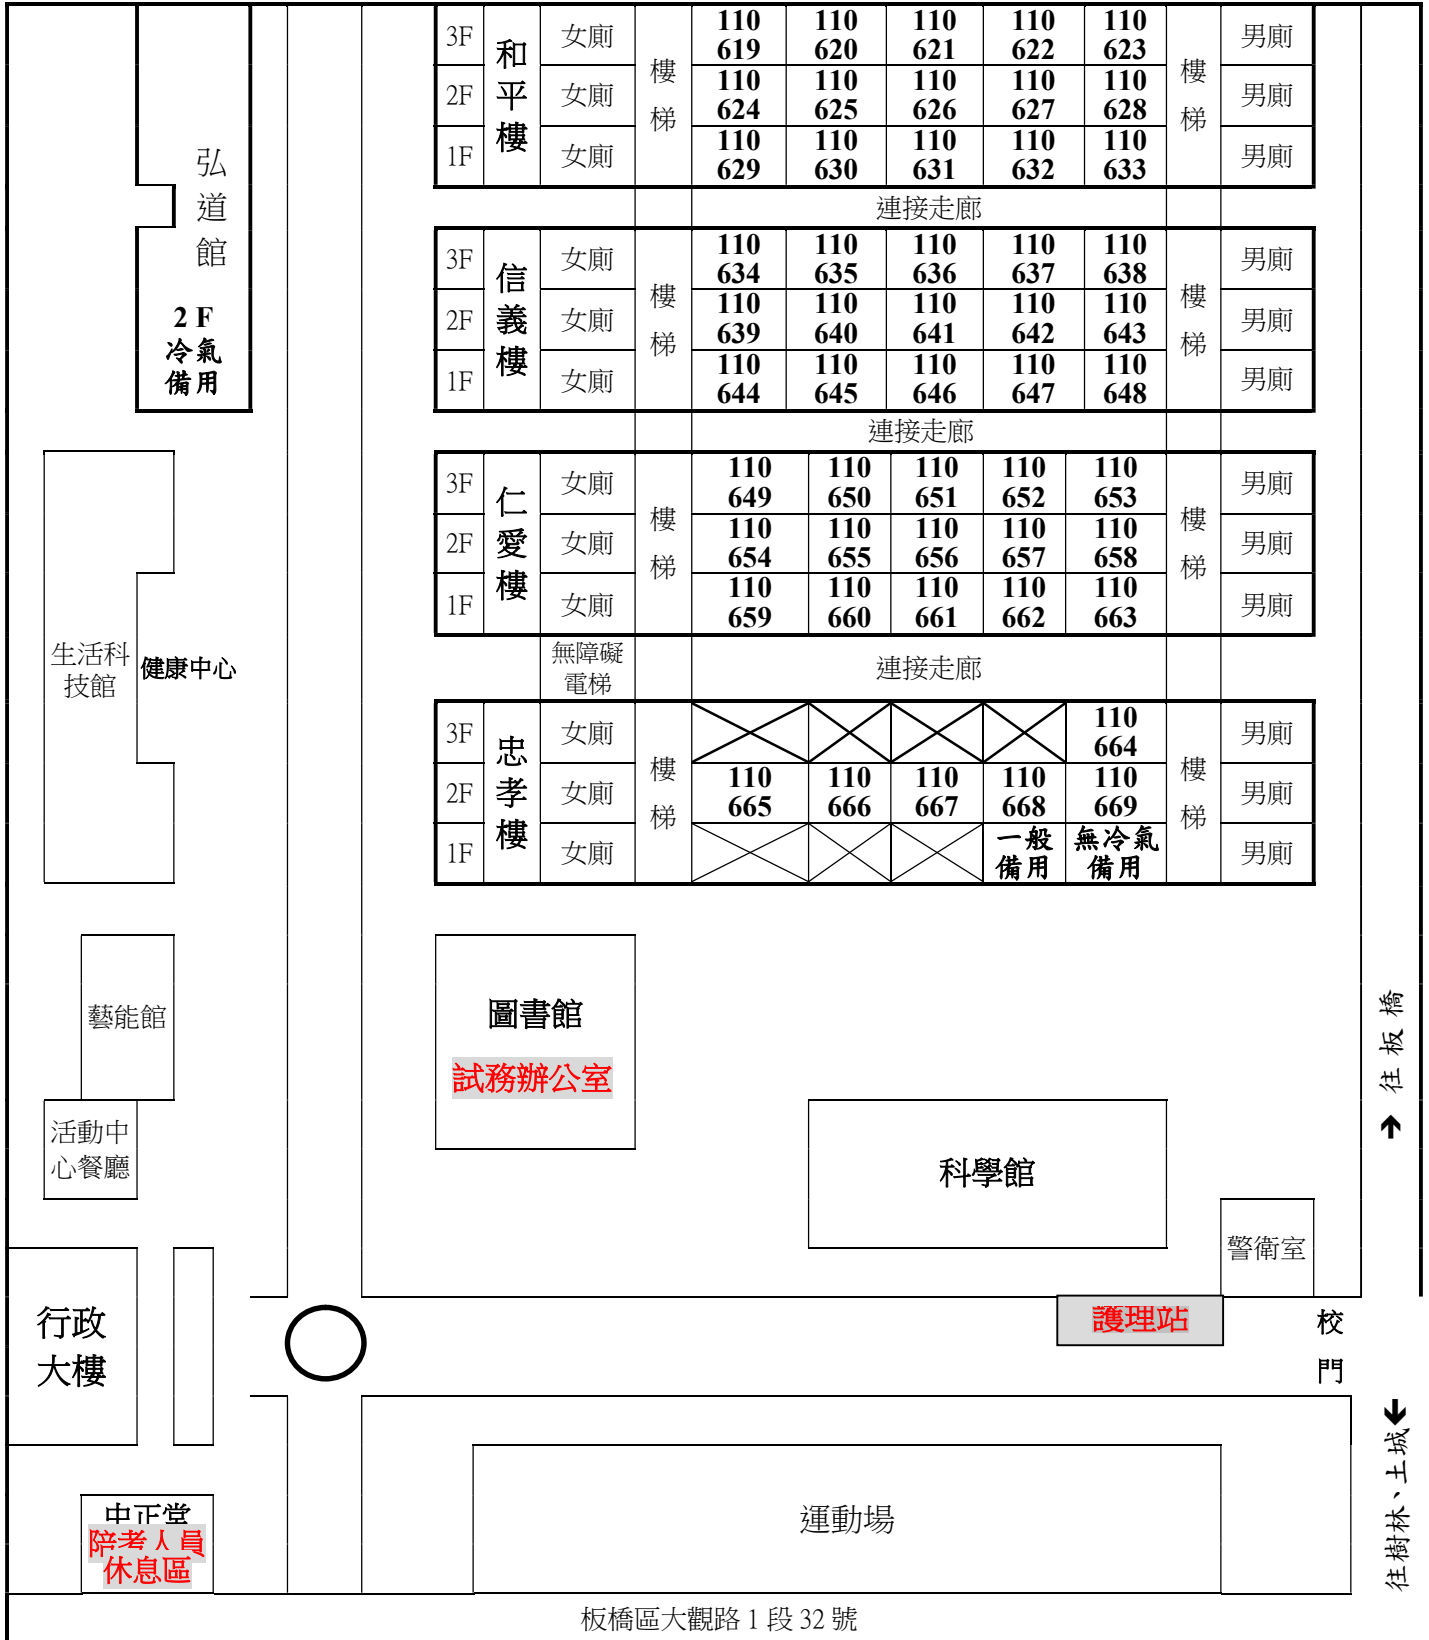 3F 和平樓 女廁 樓梯 110 619 110 620 110 621 110 622 110 623 樓梯 男廁
2F 女廁 110 624 110 625 110 626 110 627 110 628 男廁
1F 女廁 110 629 110 630 110 631 110 632 110 633 男廁
弘道館
2 F
冷氣
備用
連接走廊
3F 信義樓 女廁 樓梯 110 634 110 635 110 636 110 637 110 638 樓梯 男廁
2F 女廁 110 639 110 640 110 641 110 642 110 643 男廁
1F 女廁 110 644 110 645 110 646 110 647 110 648 男廁
連接走廊
3F 仁愛樓 女廁 樓梯 110 649 110 650 110 651 110 652 110 653 樓梯 男廁
2F 女廁 110 654 110 655 110 656 110 657 110 658 男廁
1F 女廁 110 659 110 660 110 661 110 662 110 663 男廁
生活科
技館
健康中心
無障礙
電梯
連接走廊
3F 忠孝樓 女廁 樓梯 110 664 樓梯 男廁
2F 女廁 110 665 110 666 110 667 110 668 110 669 男廁
1F 女廁 一般備用 無冷氣備用 男廁
藝能館
圖書館
試務辦公室
往板橋
活動中
心餐廳
科學館
警衛室
行政
大樓
護理站
校門
往樹林、土城
中正堂
陪考人員
休息區
運動場
板橋區大觀路 1 段 32 號